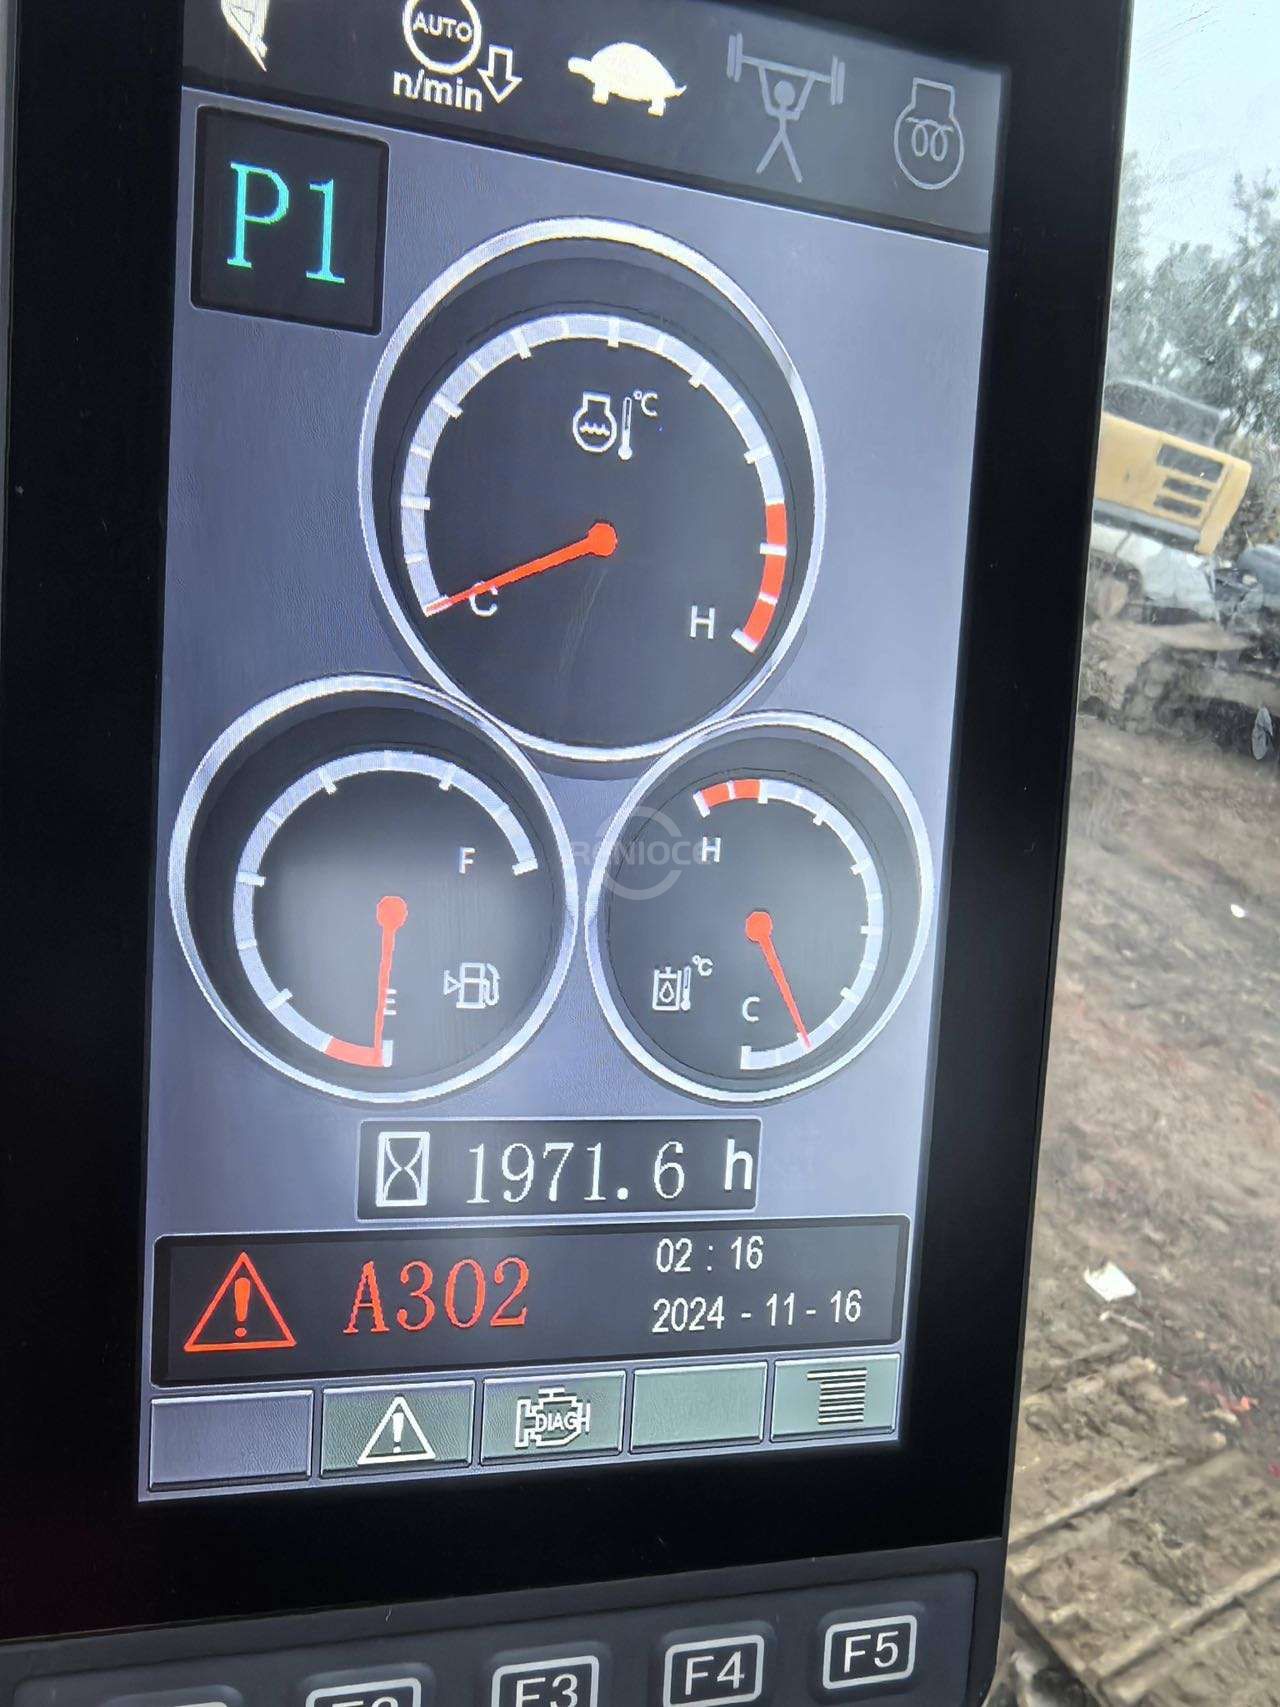 AUTO
n/min
P1
°C
C
H
F
E
H
°C
C
1971.6 h
A302
02 : 16
2024 - 11 - 16
DIAG
F3
F4
F5